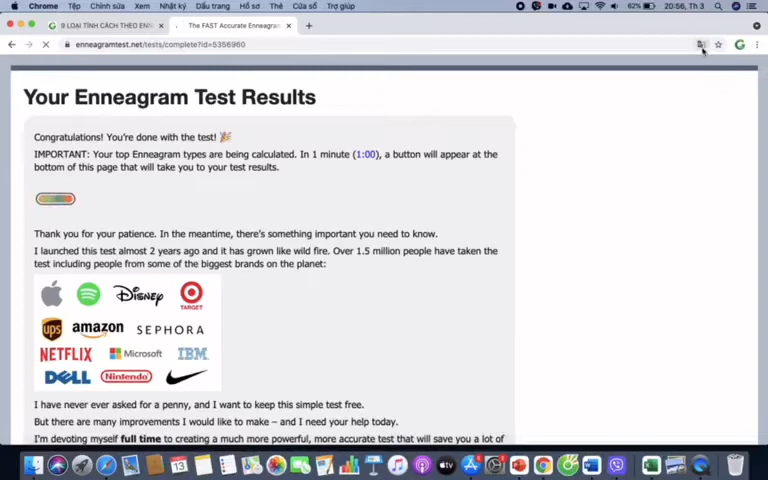 Chrome Tệp Chỉnh sửa Xem Nhật ký Dấu trang Hồ Sơ Thẻ Cửa sổ Trợ giúp 62% 20:56, Th 3
9 LOẠI TÍNH CÁCH THEO ENN
The FAST Accurate Enneagram
enneagramtest.net/tests/complete?id=5356960
Your Enneagram Test Results
Congratulations! You're done with the test! 🎉
IMPORTANT: Your top Enneagram types are being calculated. In 1 minute (1:00), a button will appear at the
bottom of this page that will take you to your test results.
Thank you for your patience. In the meantime, there's something important you need to know.
I launched this test almost 2 years ago and it has grown like wild fire. Over 1.5 million people have taken the
test including people from some of the biggest brands on the planet:
Disney TARGET
ups amazon SEPHORA
NETFLIX Microsoft IBM
DELL Nintendo
I have never ever asked for a penny, and I want to keep this simple test free.
But there are many improvements I would like to make – and I need your help today.
I'm devoting myself full time to creating a much more powerful, more accurate test that will save you a lot of